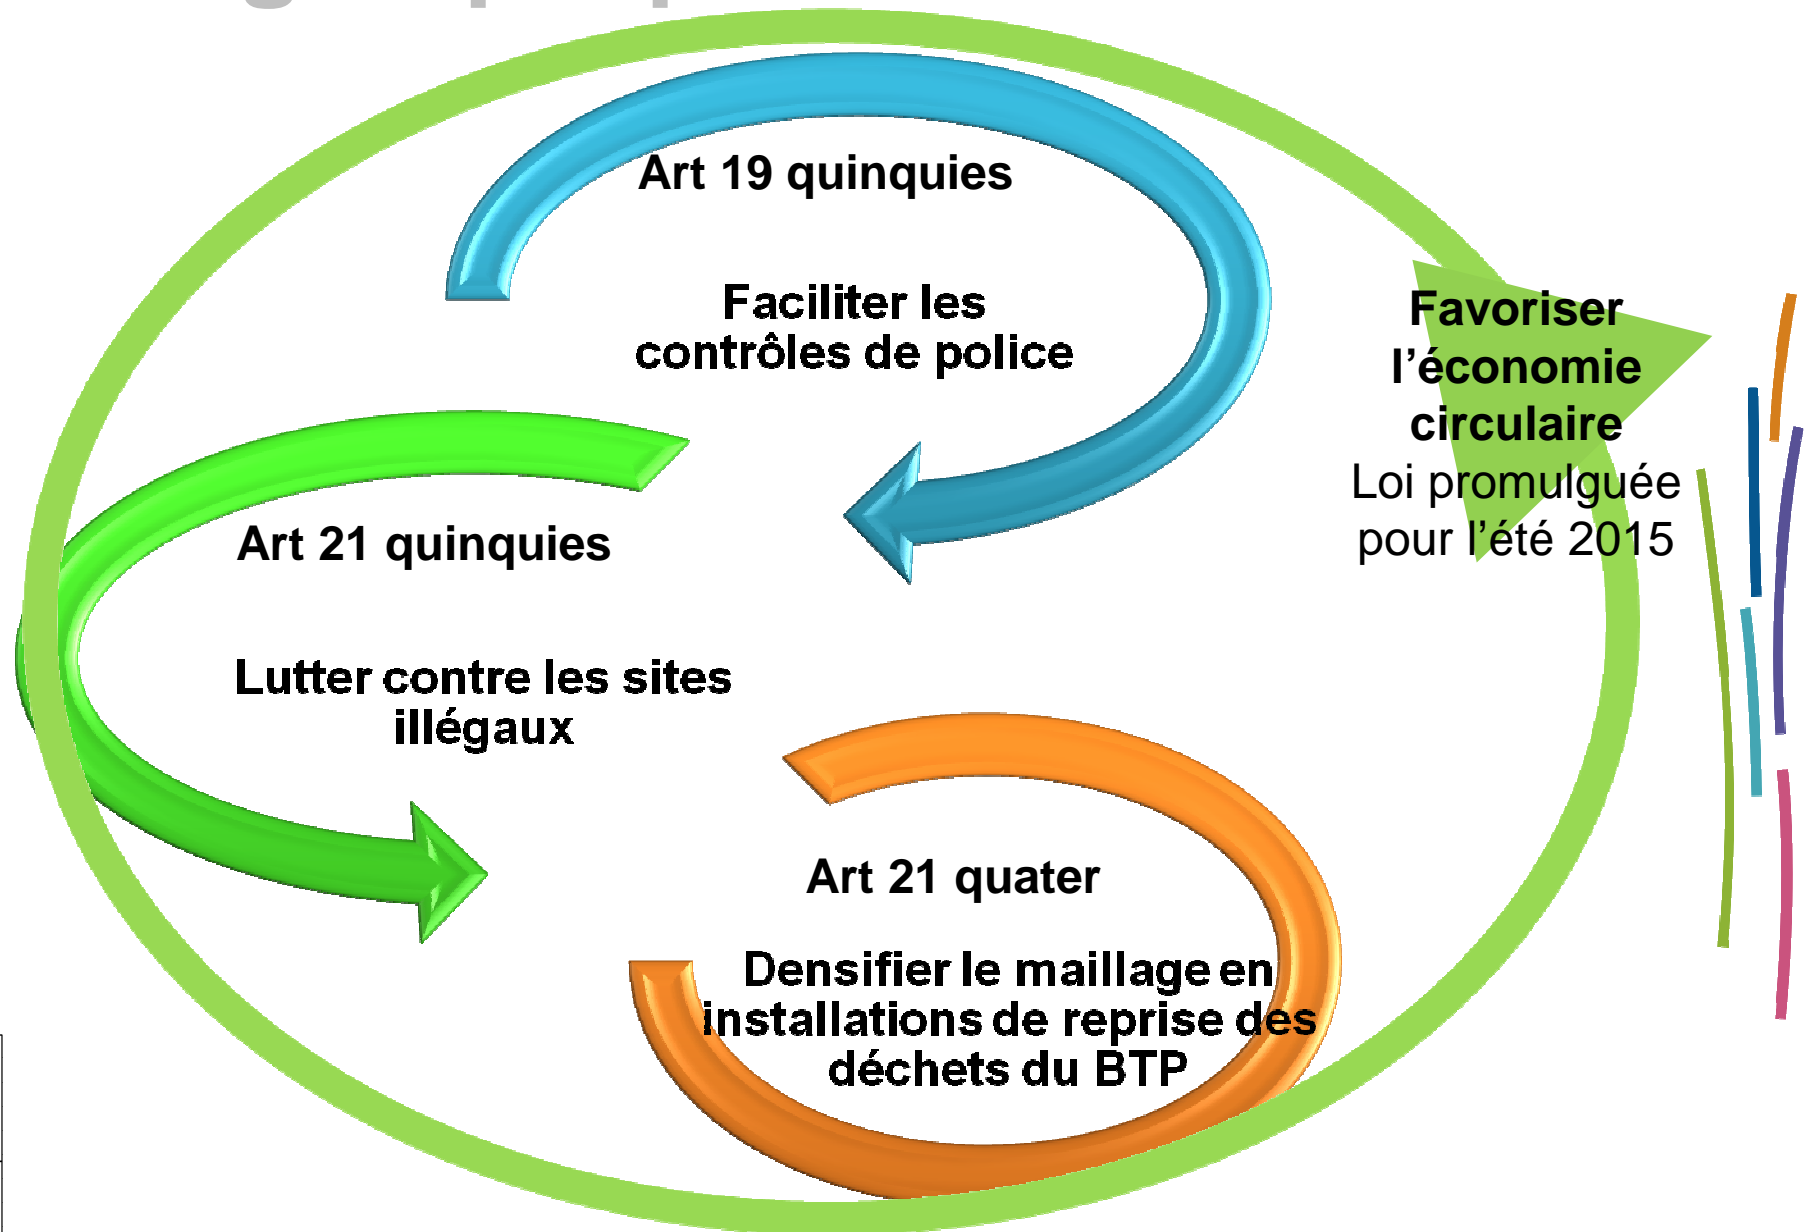 Art 19 quinquies
Faciliter les
contrôles de police
Favoriser
l’économie
circulaire
Loi promulguée
pour l’été 2015
Art 21 quinquies
Lutter contre les sites
illégaux
Art 21 quater
Densifier le maillage en
installations de reprise des
déchets du BTP